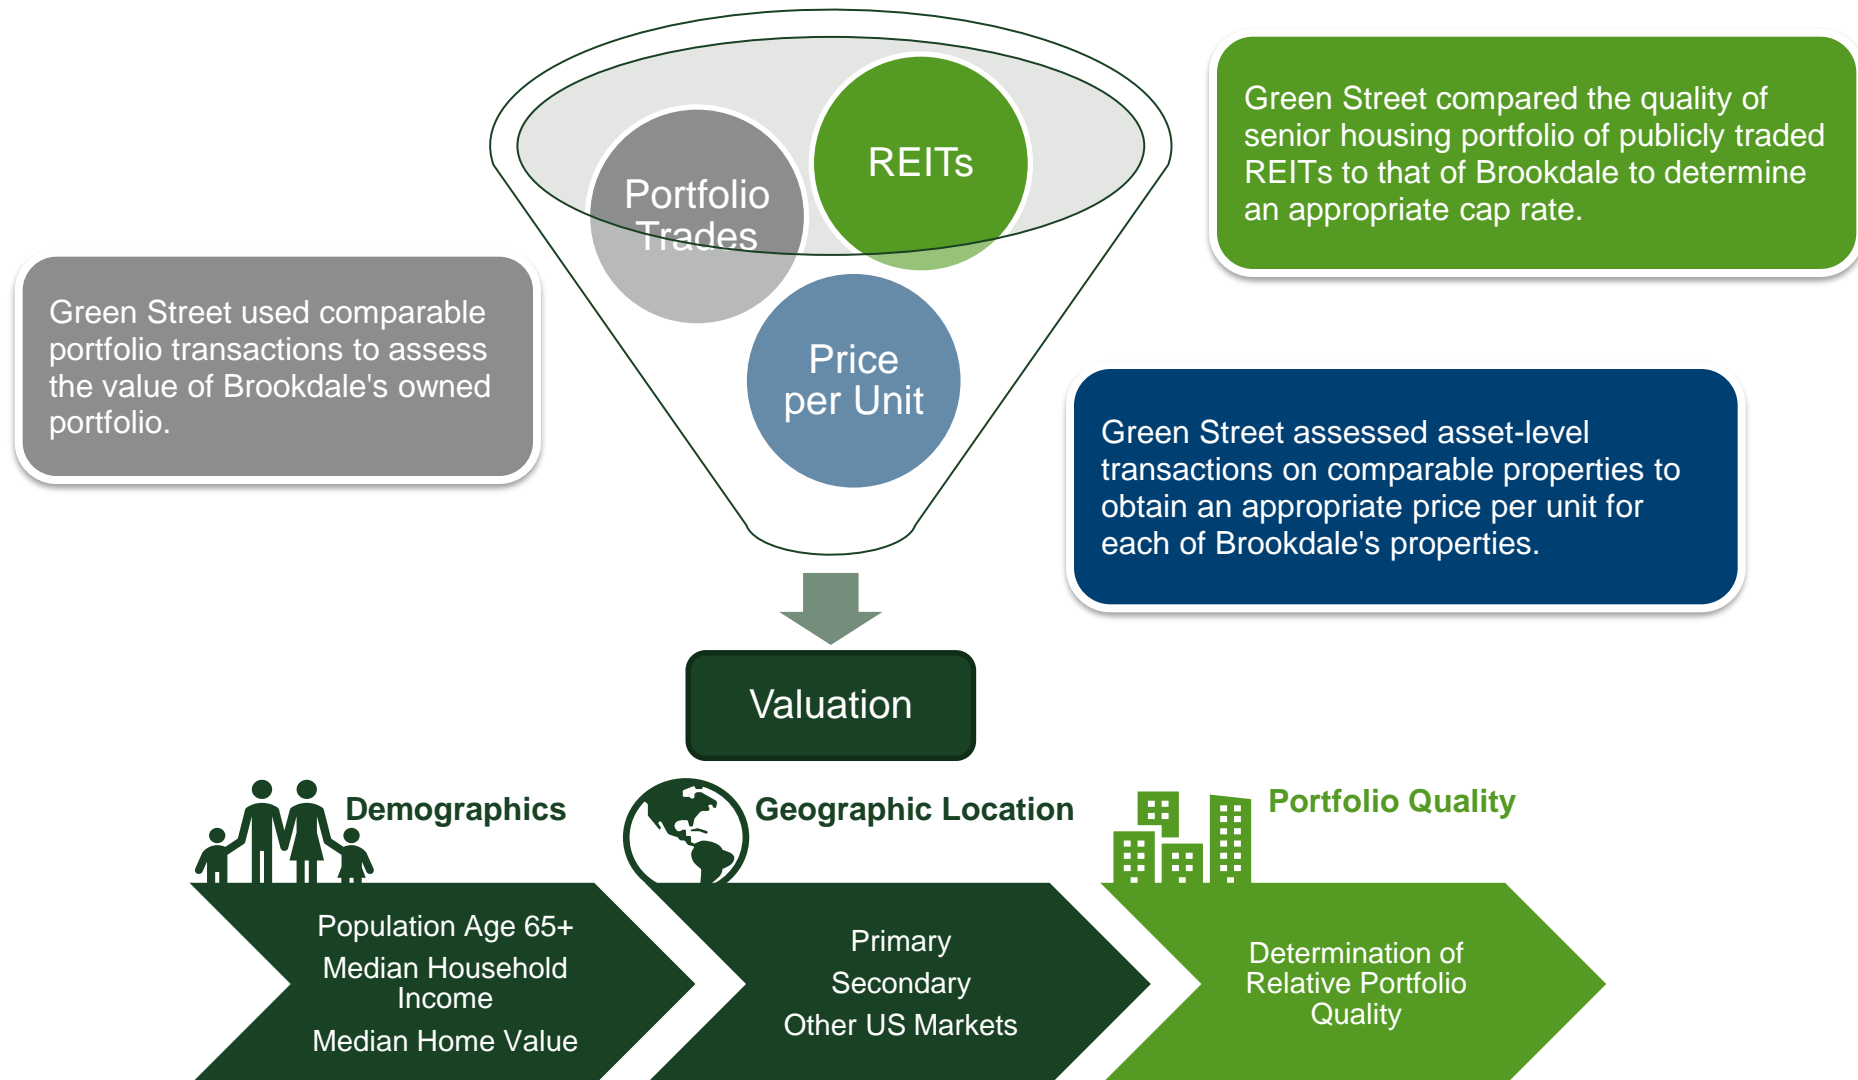 REITs
Portfolio
Trades
Price
per Unit
Green Street compared the quality of
senior housing portfolio of publicly traded
REITs to that of Brookdale to determine
an appropriate cap rate.
Green Street used comparable
portfolio transactions to assess
the value of Brookdale's owned
portfolio.
Green Street assessed asset-level
transactions on comparable properties to
obtain an appropriate price per unit for
each of Brookdale's properties.
Valuation
Demographics
Population Age 65+
Median Household
Income
Median Home Value
Geographic Location
Primary
Secondary
Other US Markets
Portfolio Quality
Determination of
Relative Portfolio
Quality